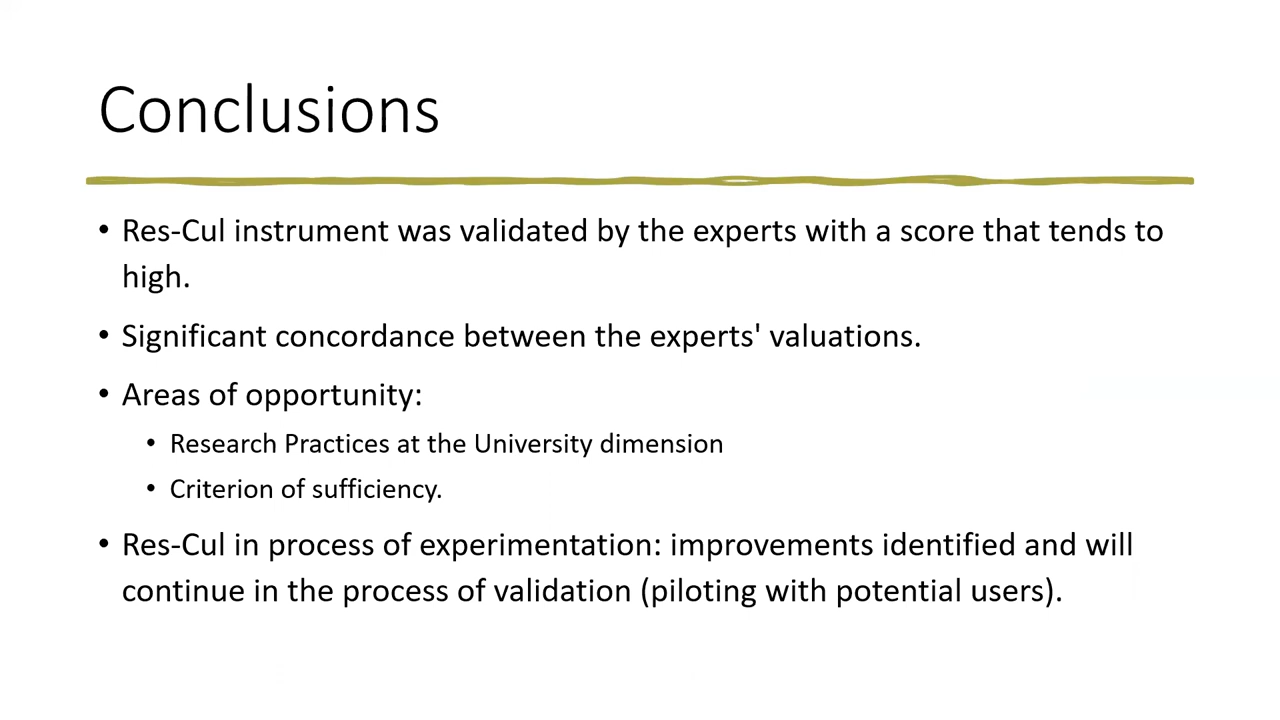 Conclusions
• Res-Cul instrument was validated by the experts with a score that tends to
high.
• Significant concordance between the experts' valuations.
• Areas of opportunity:
• Research Practices at the University dimension
• Criterion of sufficiency.
• Res-Cul in process of experimentation: improvements identified and will
continue in the process of validation (piloting with potential users).